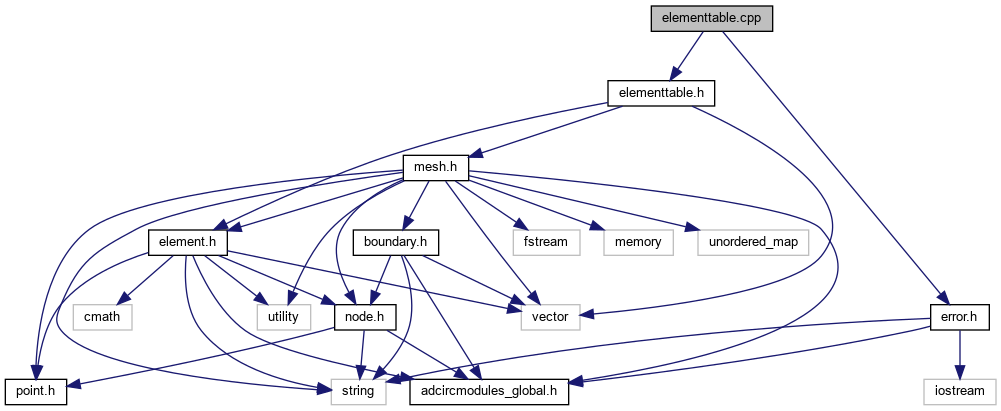 elementtable.cpp
elementtable.h
mesh.h
element.h
boundary.h
fstream
memory
unordered_map
cmath
utility
node.h
vector
error.h
point.h
string
adcircmodules_global.h
iostream